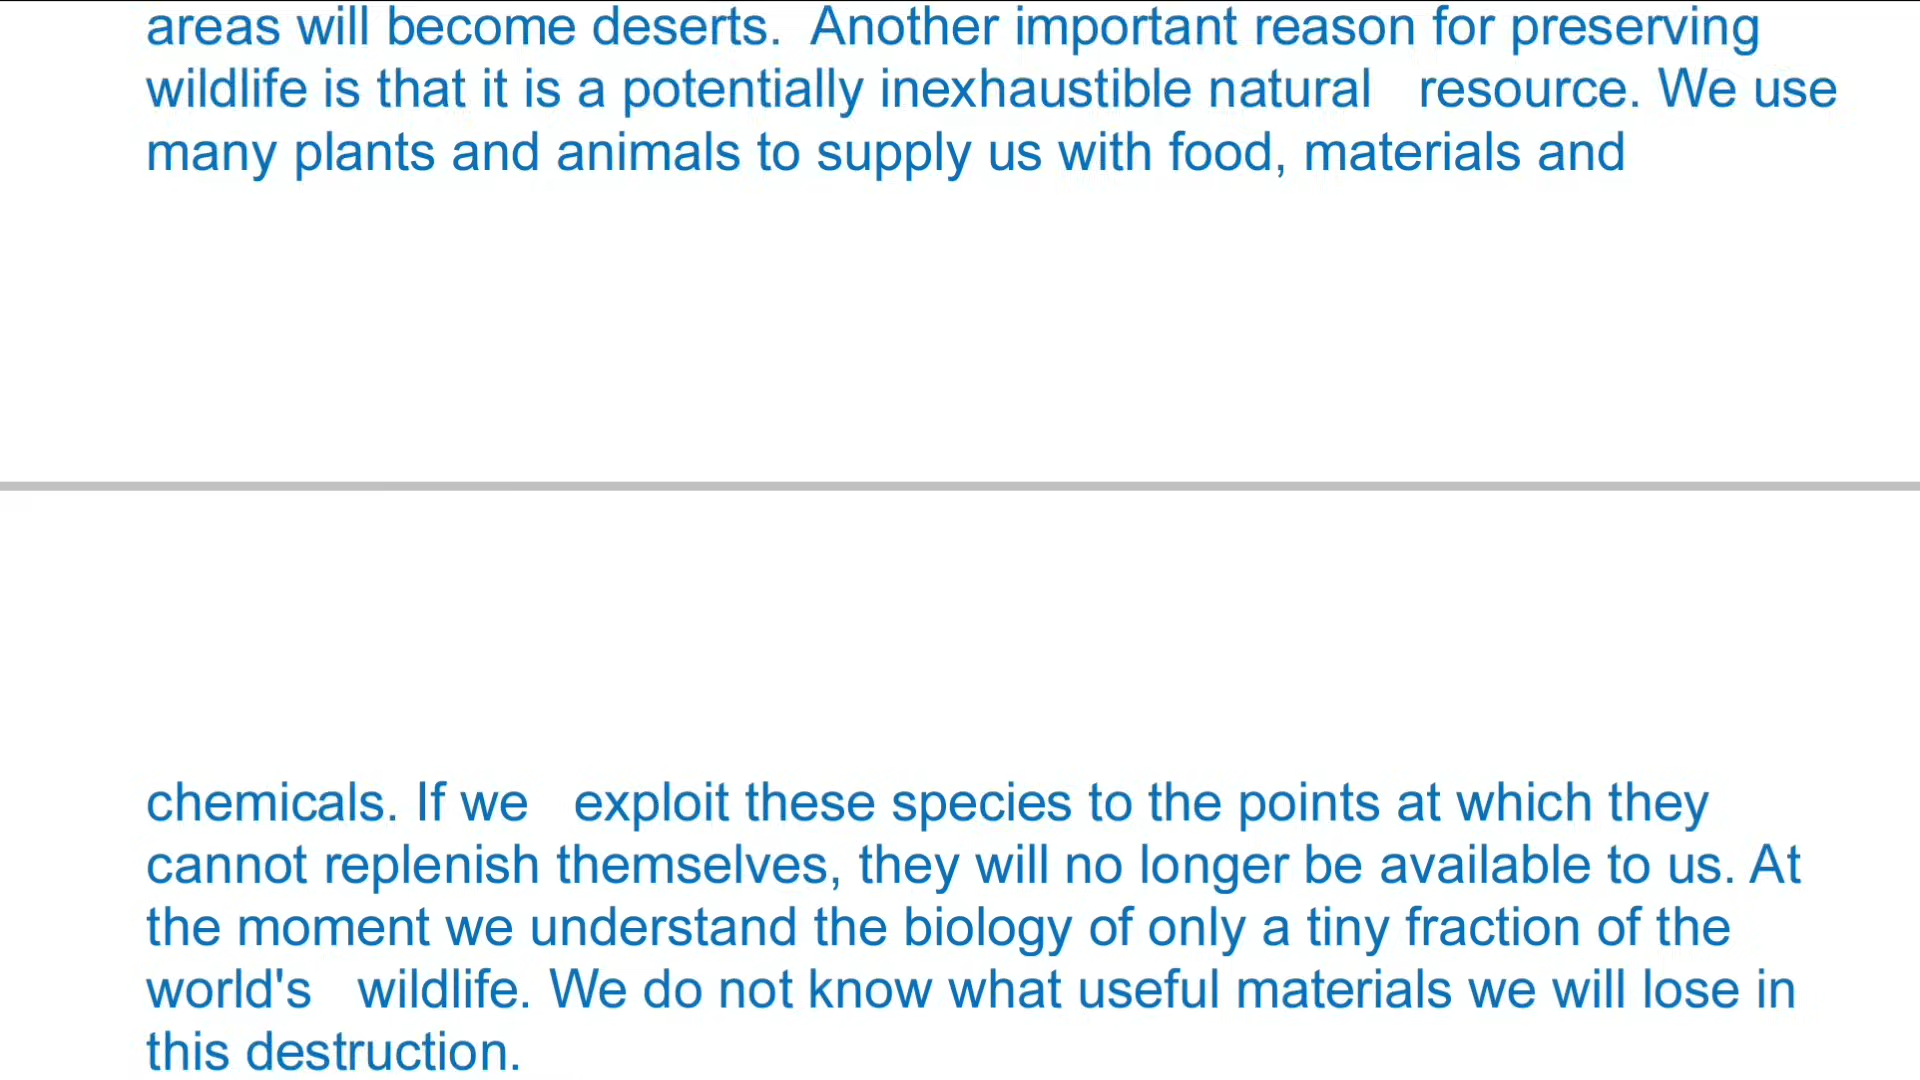 areas will become deserts.  Another important reason for preserving
wildlife is that it is a potentially inexhaustible natural   resource. We use
many plants and animals to supply us with food, materials and
chemicals. If we   exploit these species to the points at which they
cannot replenish themselves, they will no longer be available to us. At
the moment we understand the biology of only a tiny fraction of the
world's   wildlife. We do not know what useful materials we will lose in
this destruction.